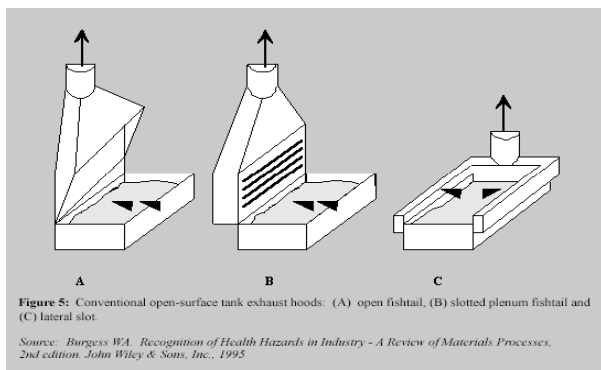 A
B
C
Figure 5: Conventional open-surface tank exhaust hoods: (A) open fishtail, (B) slotted plenum fishtail and
(C) lateral slot.
Source: Burgess WA. Recognition of Health Hazards in Industry - A Review of Materials Processes,
2nd edition. John Wiley & Sons, Inc., 1995